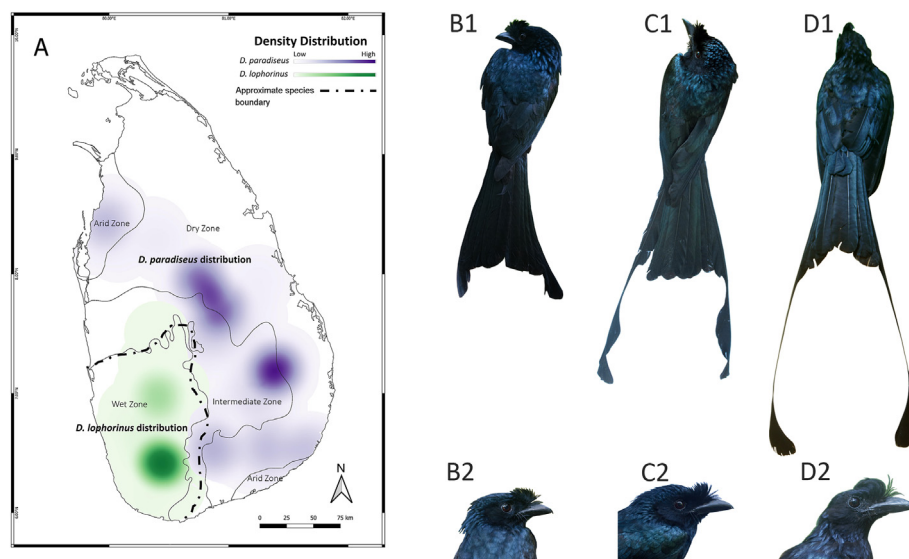 A
Density Distribution
Low High
D. paradiseus
D. lophorinus
Approximate species
boundary
Arid Zone
Dry Zone
D. paradiseus distribution
Wet Zone
Intermediate Zone
D. lophorinus distribution
Arid Zone
N
0 25 50 75 km
B1
C1
D1
B2
C2
D2